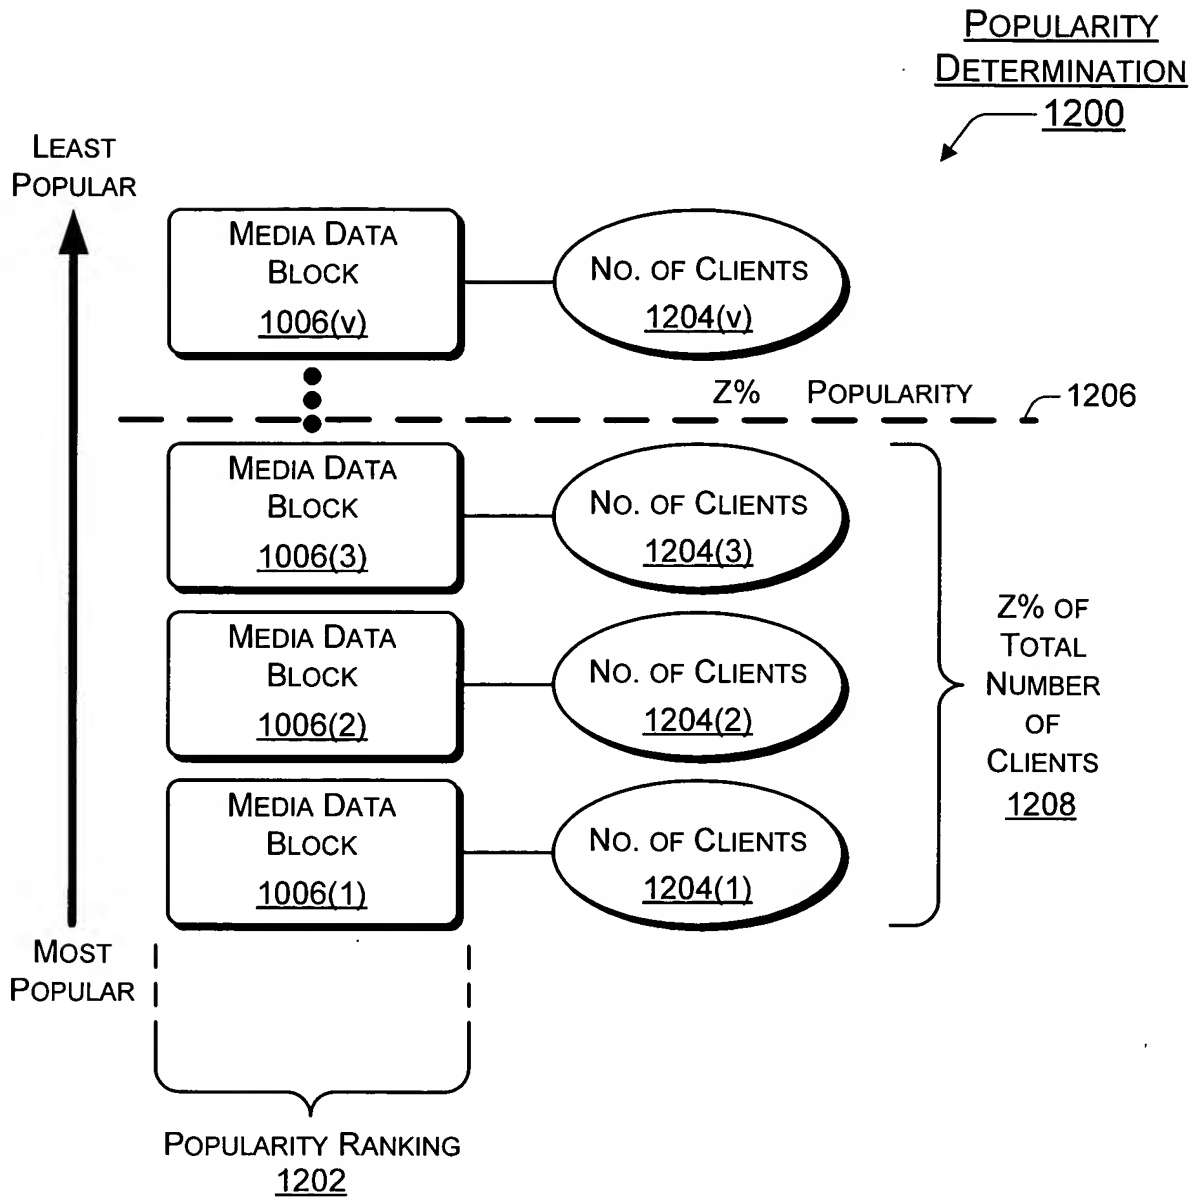 POPULARITY
DETERMINATION
1200
LEAST
POPULAR
MEDIA DATA
BLOCK
1006(v)
NO. OF CLIENTS
1204(v)
Z% POPULARITY
1206
MEDIA DATA
BLOCK
1006(3)
NO. OF CLIENTS
1204(3)
MEDIA DATA
BLOCK
1006(2)
NO. OF CLIENTS
1204(2)
MEDIA DATA
BLOCK
1006(1)
NO. OF CLIENTS
1204(1)
Z% OF
TOTAL
NUMBER
OF
CLIENTS
1208
MOST
POPULAR
POPULARITY RANKING
1202